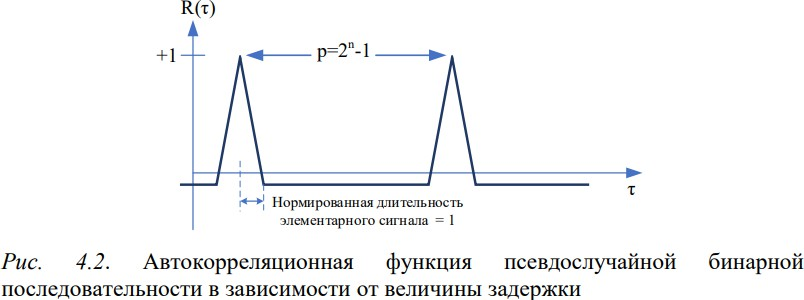 R(τ)
+1
p=2ⁿ-1
τ
Нормированная длительность
элементарного сигнала = 1
Рис. 4.2. Автокорреляционная функция псевдослучайной бинарной
последовательности в зависимости от величины задержки